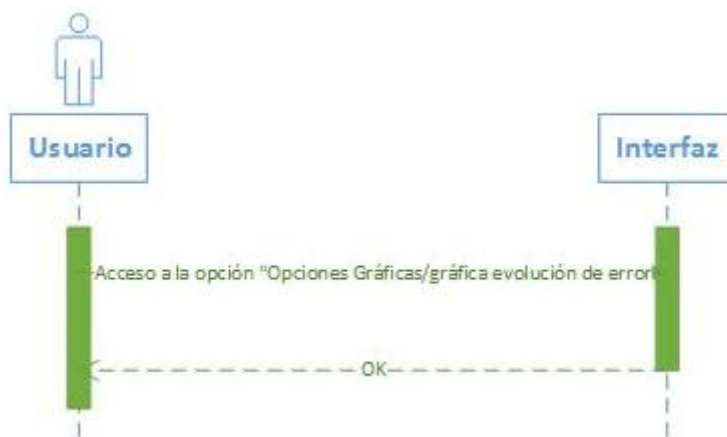 Usuario
Interfaz
Acceso a la opción "Opciones Gráficas/gráfica evolución de error
OK